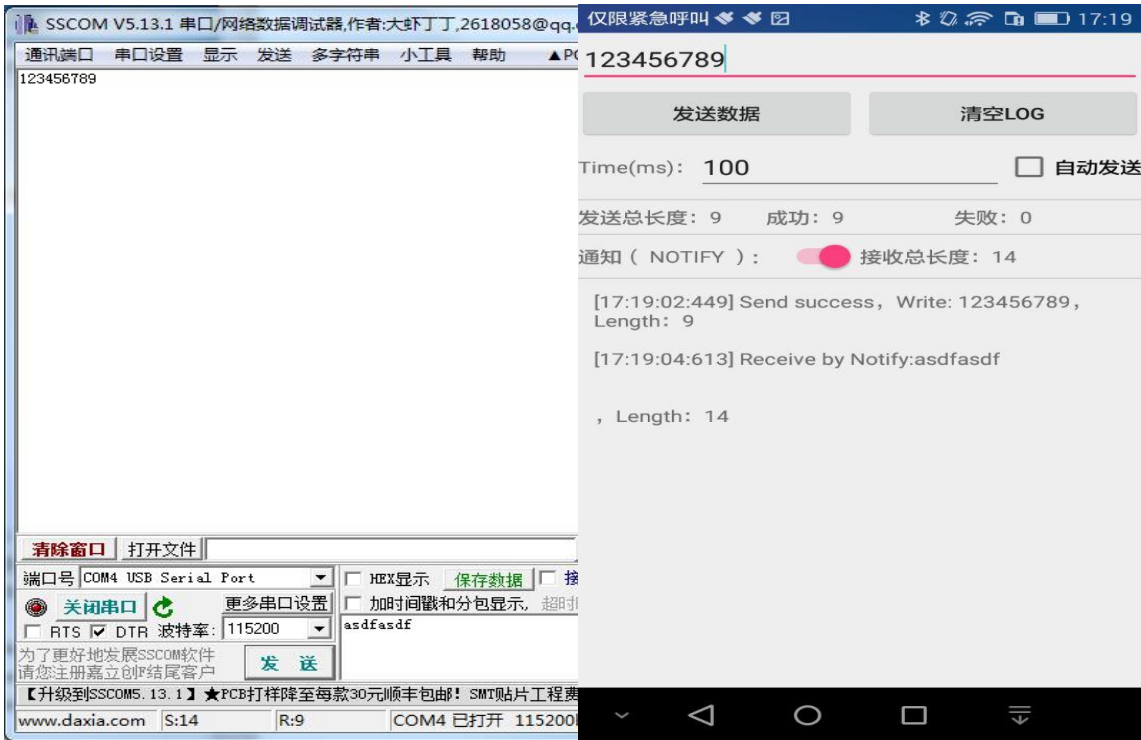 SSCOM V5.13.1 串口/网络数据调试器,作者:大虾丁丁,2618058@qq.
通讯端口 串口设置 显示 发送 多字符串 小工具 帮助 ▲PC
123456789
清除窗口 打开文件
端口号 COM4 USB Serial Port HEX显示 保存数据 接
关闭串口 更多串口设置 加时间戳和分包显示, 超时
RTS DTR 波特率: 115200 asdfasdf
为了更好地发展SSCOM软件
请您注册嘉立创F结尾客户
发 送
【升级到SSCOM5.13.1】★PCB打样降至每款30元顺丰包邮! SMT贴片工程费
www.daxia.com S:14 R:9 COM4 已打开 115200
仅限紧急呼叫 17:19
123456789
发送数据 清空LOG
Time(ms): 100 自动发送
发送总长度: 9 成功: 9 失败: 0
通知 ( NOTIFY ) : 接收总长度: 14
[17:19:02:449] Send success, Write: 123456789,
Length: 9
[17:19:04:613] Receive by Notify:asdfasdf
, Length: 14